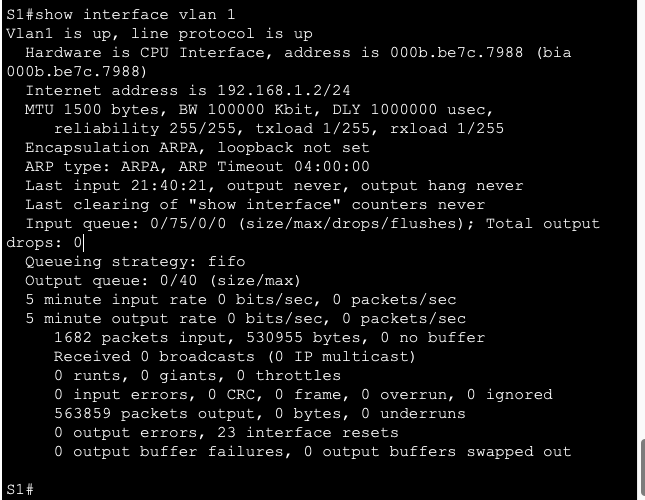 S1#show interface vlan 1
Vlan1 is up, line protocol is up
  Hardware is CPU Interface, address is 000b.be7c.7988 (bia
000b.be7c.7988)
  Internet address is 192.168.1.2/24
  MTU 1500 bytes, BW 100000 Kbit, DLY 1000000 usec,
     reliability 255/255, txload 1/255, rxload 1/255
  Encapsulation ARPA, loopback not set
  ARP type: ARPA, ARP Timeout 04:00:00
  Last input 21:40:21, output never, output hang never
  Last clearing of "show interface" counters never
  Input queue: 0/75/0/0 (size/max/drops/flushes); Total output
drops: 0
  Queueing strategy: fifo
  Output queue: 0/40 (size/max)
  5 minute input rate 0 bits/sec, 0 packets/sec
  5 minute output rate 0 bits/sec, 0 packets/sec
     1682 packets input, 530955 bytes, 0 no buffer
     Received 0 broadcasts (0 IP multicast)
     0 runts, 0 giants, 0 throttles
     0 input errors, 0 CRC, 0 frame, 0 overrun, 0 ignored
     563859 packets output, 0 bytes, 0 underruns
     0 output errors, 23 interface resets
     0 output buffer failures, 0 output buffers swapped out

S1#